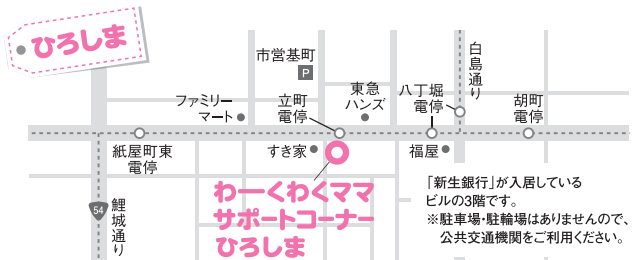 ひろしま
市営基町
P
白島通り
ファミリー
マート
立町
電停
東急
ハンズ
八丁堀
電停
胡町
電停
紙屋町東
電停
すき家
福屋
54
鯉城通り
わーくわくママ
サポートコーナー
ひろしま
「新生銀行」が入居している
ビルの3階です。
※駐車場・駐輪場はありませんので、
公共交通機関をご利用ください。